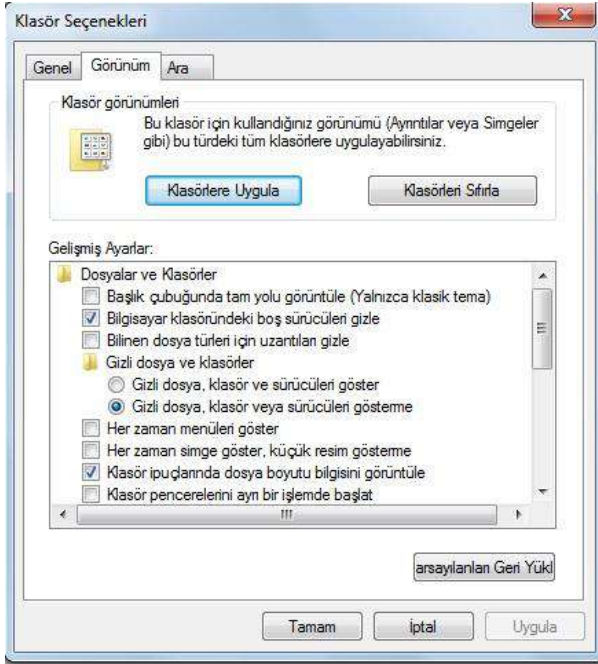 Klasör Seçenekleri
Genel Görünüm Ara
Klasör görünümleri
Bu klasör için kullandığınız görünümü (Ayrıntılar veya Simgeler
gibi) bu türdeki tüm klasörlere uygulayabilirsiniz.
Klasörlere Uygula Klasörleri Sıfırla
Gelişmiş Ayarlar:
Dosyalar ve Klasörler
Başlık çubuğunda tam yolu görüntüle (Yalnızca klasik tema)
Bilgisayar klasöründeki boş sürücüleri gizle
Bilinen dosya türleri için uzantıları gizle
Gizli dosya ve klasörler
Gizli dosya, klasör ve sürücüleri göster
Gizli dosya, klasör veya sürücüleri gösterme
Her zaman menüleri göster
Her zaman simge göster, küçük resim gösterme
Klasör ipuçlarında dosya boyutu bilgisini görüntüle
Klasör pencerelerini ayrı bir işlemde başlat
arsayılanları Geri Yükl
Tamam İptal Uygula